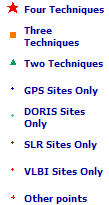 Four Techniques
Three
Techniques
Two Techniques
GPS Sites Only
DORIS Sites
Only
SLR Sites Only
VLBI Sites Only
Other points